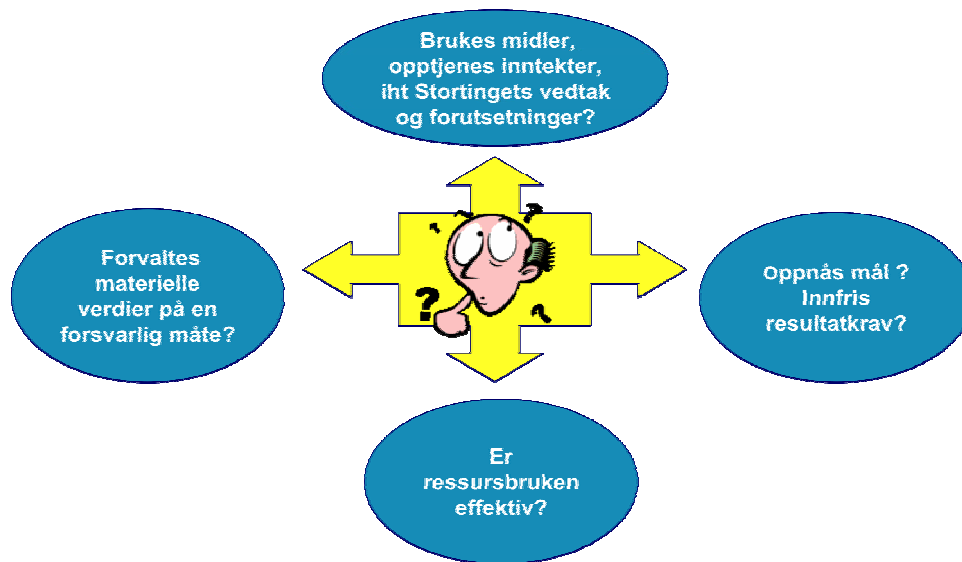 Brukes midler,
opptjenes inntekter,
iht Stortingets vedtak
og forutsetninger?
Forvaltes
materielle
verdier på en
forsvarlig måte?
Oppnås mål ?
Innfris
resultatkrav?
?
?
?
?
?
Er
ressursbruken
effektiv?